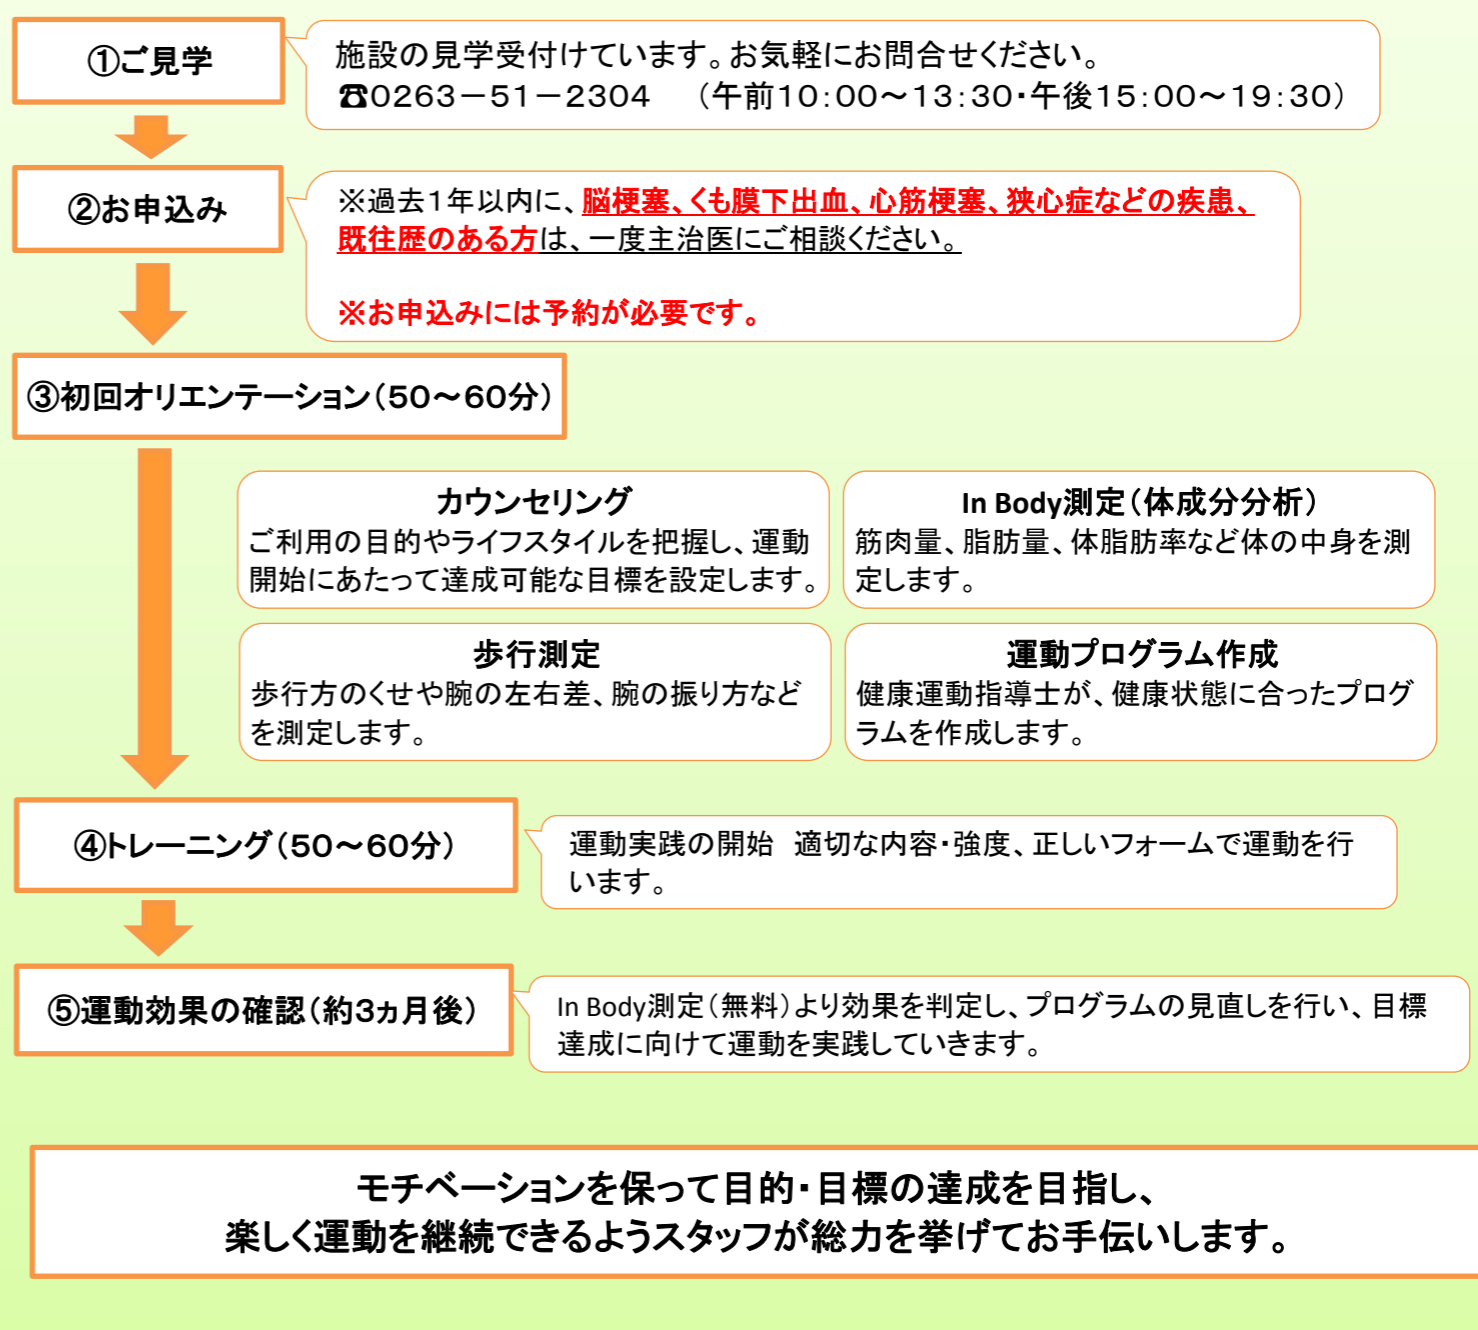 ①ご見学
施設の見学受付けています。お気軽にお問合せください。
☎0263－51－2304　（午前10：00～13：30・午後15：00～19：30）
②お申込み
※過去1年以内に、脳梗塞、くも膜下出血、心筋梗塞、狭心症などの疾患、
既往歴のある方は、一度主治医にご相談ください。
※お申込みには予約が必要です。
③初回オリエンテーション（50～60分）
カウンセリング
ご利用の目的やライフスタイルを把握し、運動
開始にあたって達成可能な目標を設定します。
In Body測定（体成分分析）
筋肉量、脂肪量、体脂肪率など体の中身を測
定します。
歩行測定
歩行方のくせや腕の左右差、腕の振り方など
を測定します。
運動プログラム作成
健康運動指導士が、健康状態に合ったプログ
ラムを作成します。
④トレーニング（50～60分）
運動実践の開始　適切な内容・強度、正しいフォームで運動を行
います。
⑤運動効果の確認（約3ヵ月後）
In Body測定（無料）より効果を判定し、プログラムの見直しを行い、目標
達成に向けて運動を実践していきます。
モチベーションを保って目的・目標の達成を目指し、
楽しく運動を継続できるようスタッフが総力を挙げてお手伝いします。